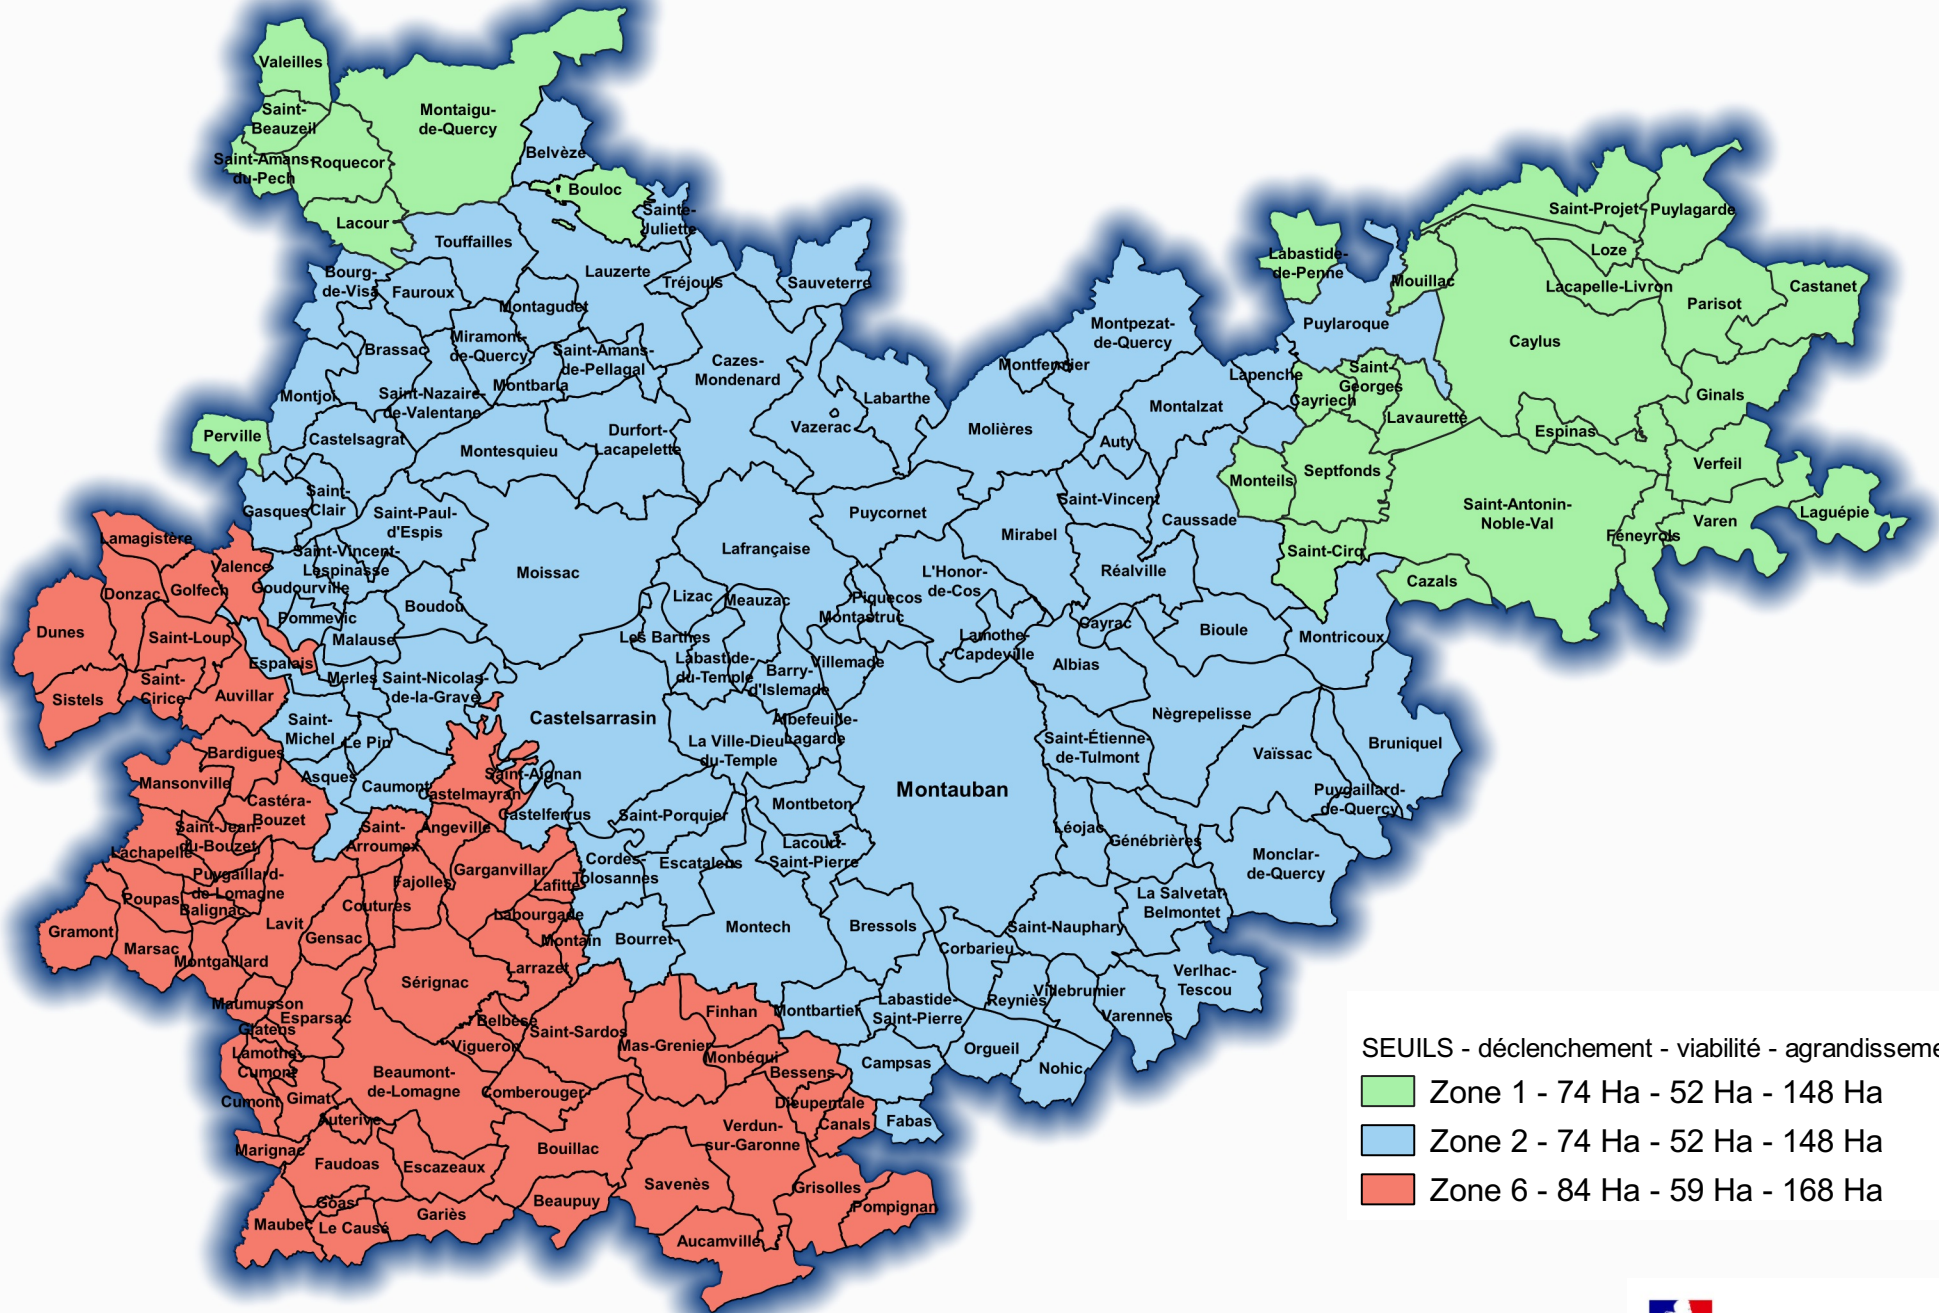 Valeilles
Saint-
Beauzeil
Montaigu-
de-Quercy
Saint-Amans-
du-Pech
Roquecor
Belvèze
Bouloc
Lacour
Sainte-
Juliette
Touffailles
Bourg-
de-Visa
Fauroux
Lauzerte
Tréjouls
Sauveterre
Montagudet
Miramont-
de-Quercy
Brassac
Saint-Amans-
de-Pellagal
Cazes-
Mondenard
Montjoi
Saint-Nazaire-
de-Valentane
Montbarla
Labarthe
Perville
Castelsagrat
Montesquieu
Durfort-
Lacapelette
Vazerac
Molières
Montfermier
Montpezat-
de-Quercy
Montalzat
Auty
Lapenche
Labastide-
de-Penne
Mouillac
Puylaroque
Saint-Projet
Puylagarde
Loze
Lacapelle-Livron
Parisot
Castanet
Caylus
Saint-
Georges
Cayriech
Lavaurette
Ginals
Espinas
Verfeil
Monteils
Septfonds
Saint-Antonin-
Noble-Val
Varen
Laguépie
Féneyrols
Saint-Cirq
Cazals
Gasques
Saint-
Clair
Saint-Paul-
d'Espis
Puycornet
Saint-Vincent
Caussade
Mirabel
Lamagistère
Valence
Saint-Vincent-
Lespinasse
Moissac
Lafrançaise
L'Honor-
de-Cos
Réalville
Donzac
Golfech
Goudourville
Pommevic
Boudou
Lizac
Meauzac
Piquecos
Montastruc
Dunes
Saint-Loup
Malause
Les Barthes
Lamothe-
Capdeville
Cayrac
Bioule
Montricoux
Espalais
Labastide-
du-Temple
Barry-
d'Islemade
Villemade
Albias
Sistels
Saint-
Cirice
Auvillar
Merles
Saint-Nicolas-
de-la-Grave
Castelsarrasin
Albefeuille-
Lagarde
Nègrepelisse
Saint-
Michel
Le Pin
La Ville-Dieu-
du-Temple
Saint-Étienne-
de-Tulmont
Vaïssac
Bruniquel
Bardigues
Mansonville
Asques
Caumont
Saint-Aignan
Castelmayran
Montauban
Castéra-
Bouzet
Castelferrus
Saint-Porquier
Montbeton
Puygaillard-
de-Quercy
Saint-Jean-
du-Bouzet
Saint-
Arroumex
Angeville
Léojac
Génébrières
Lachapelle
Garganvillar
Cordes-
Tolosannes
Escatalens
Lacourt-
Saint-Pierre
Monclar-
de-Quercy
Puygaillard-
de-Lomagne
Fajolles
Lafitte
Poupas
Balignac
Coutures
Labourgade
La Salvetat-
Belmontet
Gramont
Lavit
Gensac
Montech
Bressols
Saint-Nauphary
Marsac
Montaïn
Bourret
Corbarieu
Montgaillard
Larrazet
Sérignac
Verlhac-
Tescou
Maumusson
Esparsac
Belbèse
Saint-Sardos
Finhan
Montbartier
Labastide-
Saint-Pierre
Reyniès
Villebrumier
Varennes
Glatens
Lamothe-
Cumont
Vigueron
Mas-Grenier
Monbéqui
Orgueil
Bessens
Campsas
Nohic
Beaumont-
de-Lomagne
Cumont
Gimat
Comberouger
Dieupentale
Canals
Fabas
Auterive
Verdun-
sur-Garonne
Marignac
Faudoas
Escazeaux
Bouillac
Savenès
Grisolles
Goas
Beaupuy
Pompignan
Maubec
Le Causé
Gariès
Aucamville
SEUILS - déclenchement - viabilité - agrandisseme
Zone 1 - 74 Ha - 52 Ha - 148 Ha
Zone 2 - 74 Ha - 52 Ha - 148 Ha
Zone 6 - 84 Ha - 59 Ha - 168 Ha